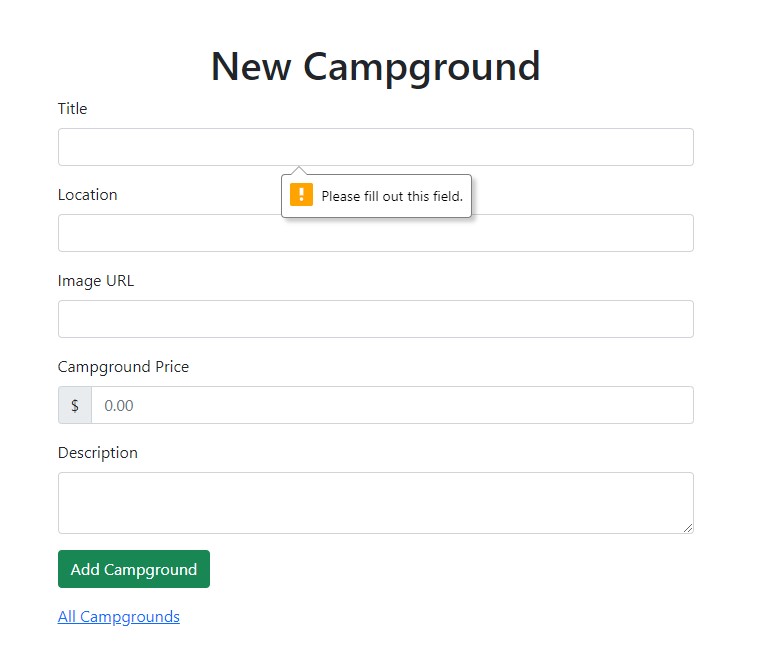 New Campground
Title
Please fill out this field.
Location
Image URL
Campground Price
$ 0.00
Description
Add Campground
All Campgrounds